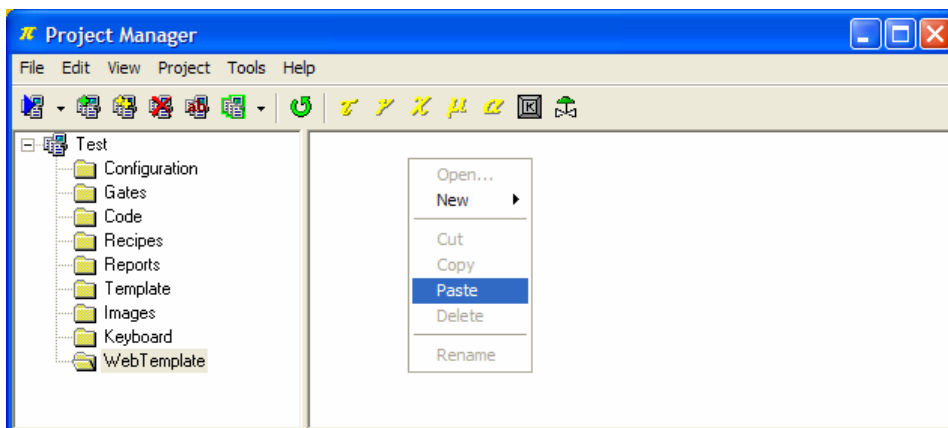 Project Manager
File Edit View Project Tools Help
Test
Configuration
Gates
Code
Recipes
Reports
Template
Images
Keyboard
WebTemplate
Open...
New
Cut
Copy
Paste
Delete
Rename